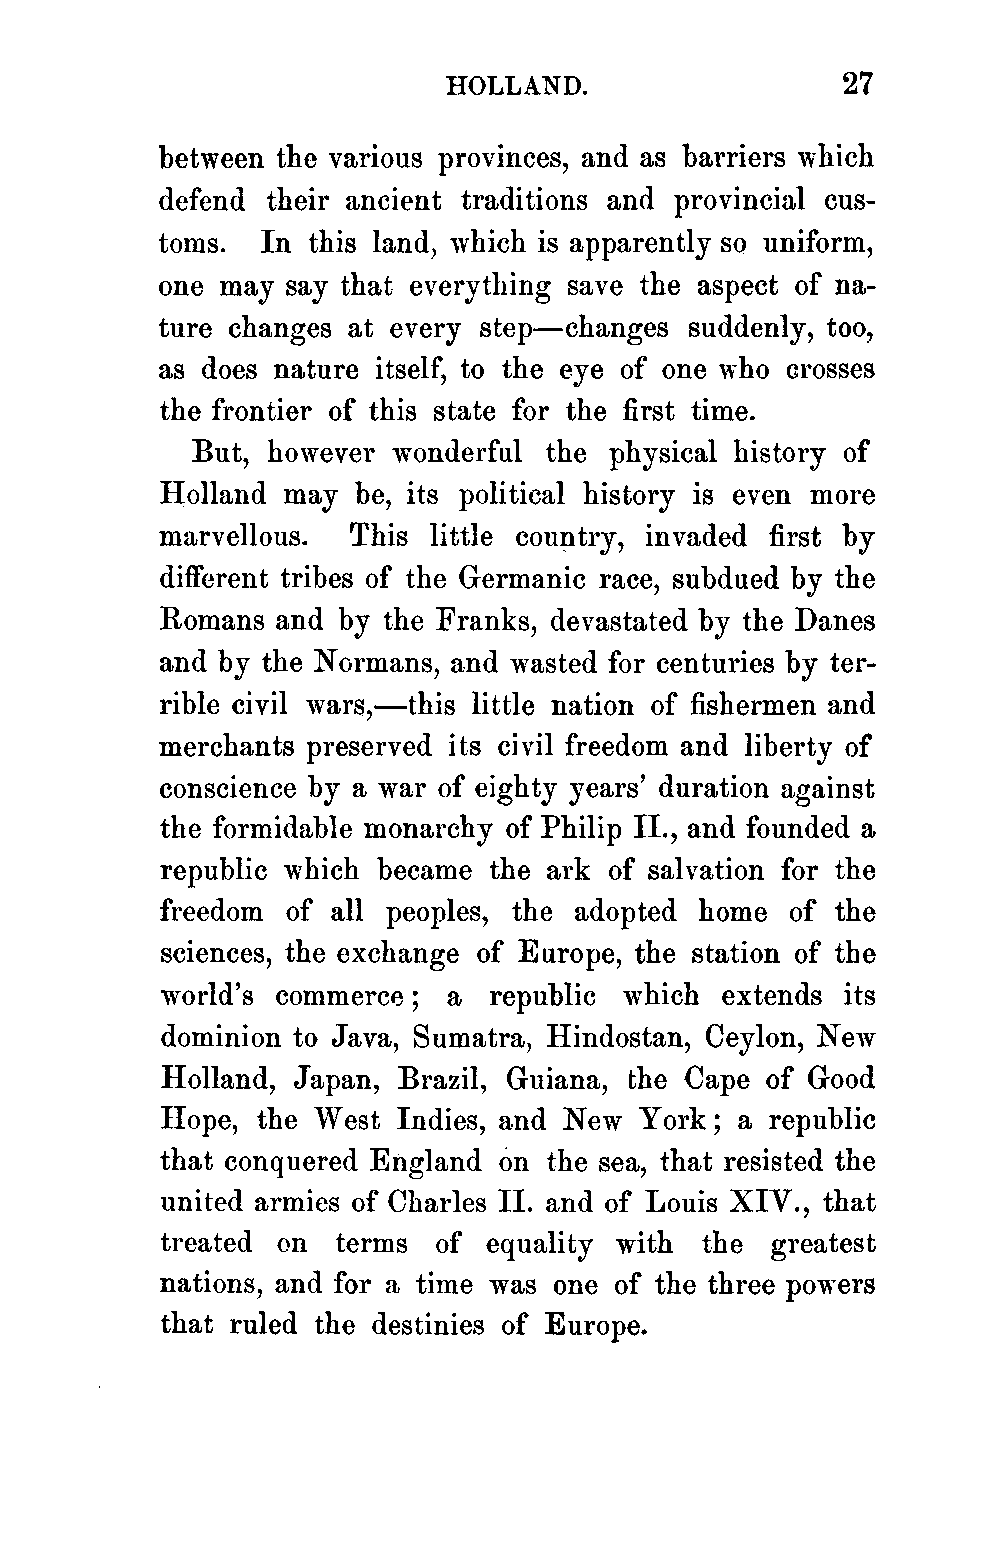 HOLLAND. 27
between the various provinces, and as barriers which
defend their ancient traditions and provincial cus-
toms. In this land, which is apparently so uniform,
one may say that everything save the aspect of na-
ture changes at every step—changes suddenly, too,
as does nature itself, to the eye of one who crosses
the frontier of this state for the first time.
But, however wonderful the physical history of
Holland may be, its political history is even more
marvellous. This little country, invaded first by
different tribes of the Germanic race, subdued by the
Romans and by the Franks, devastated by the Danes
and by the Normans, and wasted for centuries by ter-
rible civil wars,—this little nation of fishermen and
merchants preserved its civil freedom and liberty of
conscience by a war of eighty years' duration against
the formidable monarchy of Philip II., and founded a
republic which became the ark of salvation for the
freedom of all peoples, the adopted home of the
sciences, the exchange of Europe, the station of the
world's commerce; a republic which extends its
dominion to Java, Sumatra, Hindostan, Ceylon, New
Holland, Japan, Brazil, Guiana, the Cape of Good
Hope, the West Indies, and New York; a republic
that conquered England on the sea, that resisted the
united armies of Charles II. and of Louis XIV., that
treated on terms of equality with the greatest
nations, and for a time was one of the three powers
that ruled the destinies of Europe.